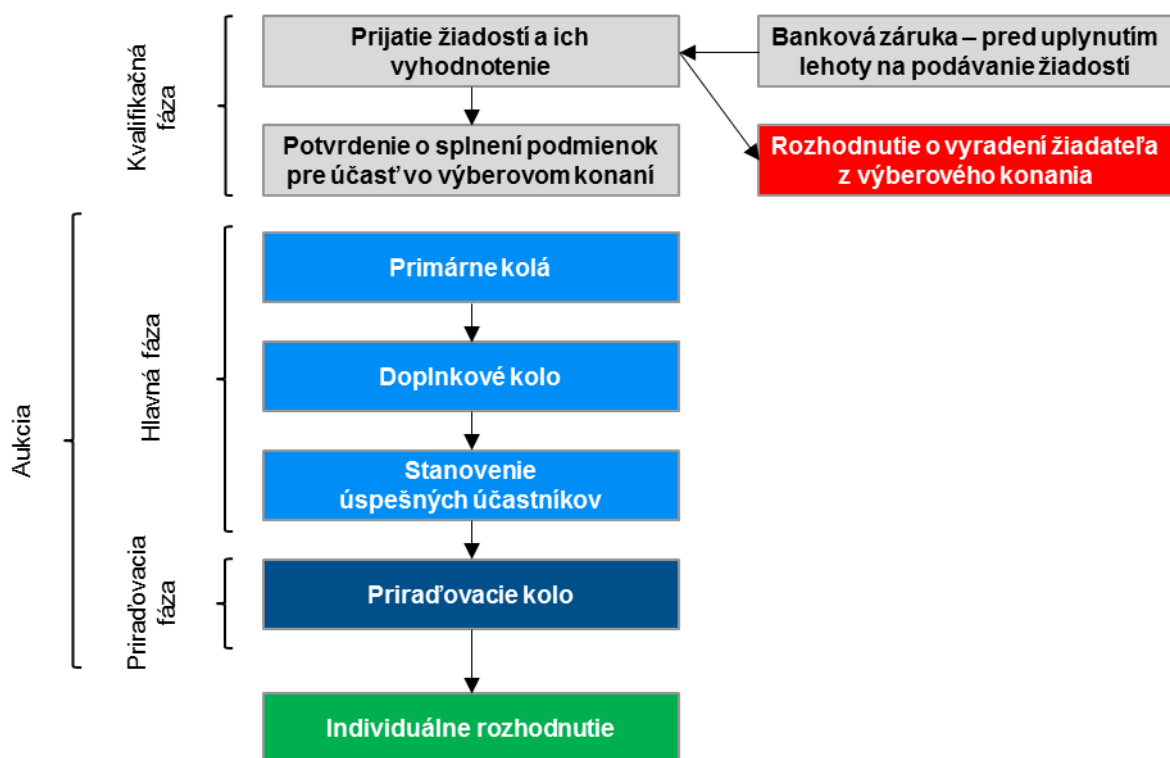 Kvalifikačná
fáza
Prijatie žiadostí a ich
vyhodnotenie
Banková záruka – pred uplynutím
lehoty na podávanie žiadostí
Potvrdenie o splnení podmienok
pre účasť vo výberovom konaní
Rozhodnutie o vyradení žiadateľa
z výberového konania
Aukcia
Hlavná fáza
Primárne kolá
Doplnkové kolo
Stanovenie
úspešných účastníkov
Priraďovacia
fáza
Priraďovacie kolo
Individuálne rozhodnutie